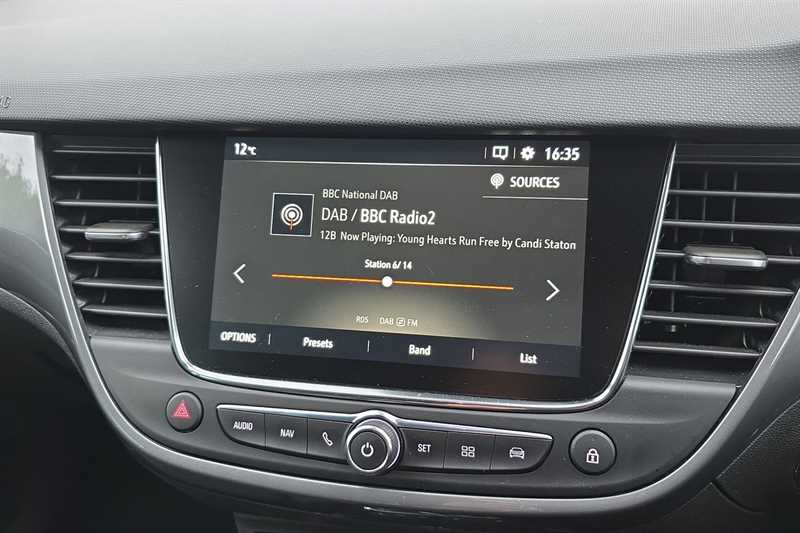 12°C
16:35
SOURCES
BBC National DAB
DAB / BBC Radio2
12B Now Playing: Young Hearts Run Free by Candi Staton
Station 6/14
RDS DAB FM
OPTIONS Presets Band List
AUDIO NAV SET